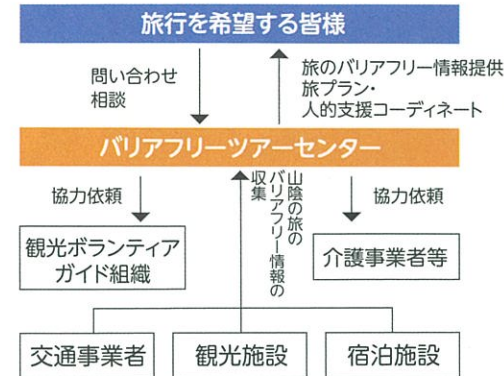 旅行を希望する皆様
問い合わせ
相談
旅のバリアフリー情報提供
旅プラン・
人的支援コーディネート
バリアフリーツアーセンター
協力依頼
山陰の旅の
バリアフリー情報の
収集
協力依頼
観光ボランティア
ガイド組織
介護事業者等
交通事業者
観光施設
宿泊施設